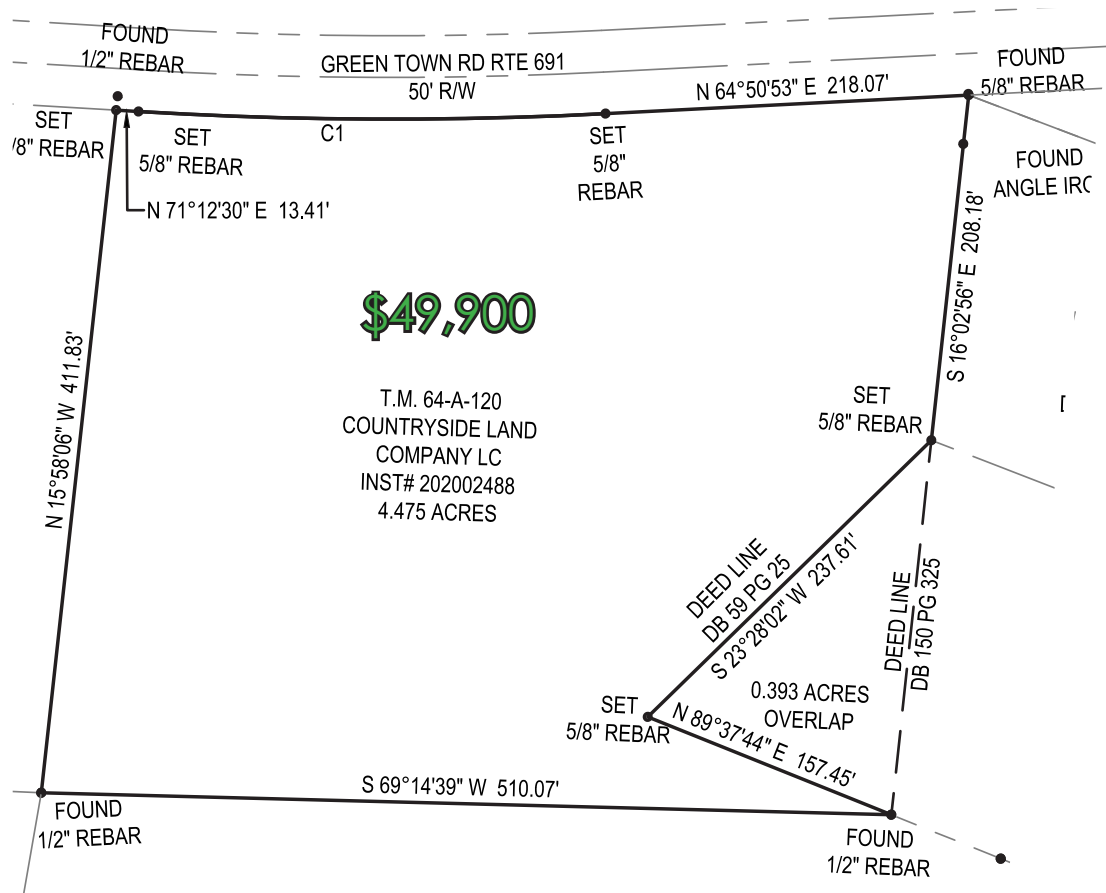 FOUND
1/2" REBAR
GREEN TOWN RD RTE 691
50' R/W
N 64°50'53" E 218.07'
FOUND
5/8" REBAR
SET
/8" REBAR
SET
5/8" REBAR
C1
SET
5/8"
REBAR
FOUND
ANGLE
N 71°12'30" E 13.41'
S 16°02'56" E 208.18'
$49,900
N 15°58'06" W 411.83'
T.M. 64-A-120
COUNTRYSIDE LAND
COMPANY LC
INST# 202002488
4.475 ACRES
SET
5/8" REBAR
DEED LINE
DB 59 PG 25
S 23°28'02" W 237.61'
DEED LINE
DB 150 PG 325
0.393 ACRES
OVERLAP
SET
5/8" REBAR
N 89°37'44" E 157.45'
S 69°14'39" W 510.07'
FOUND
1/2" REBAR
FOUND
1/2" REBAR